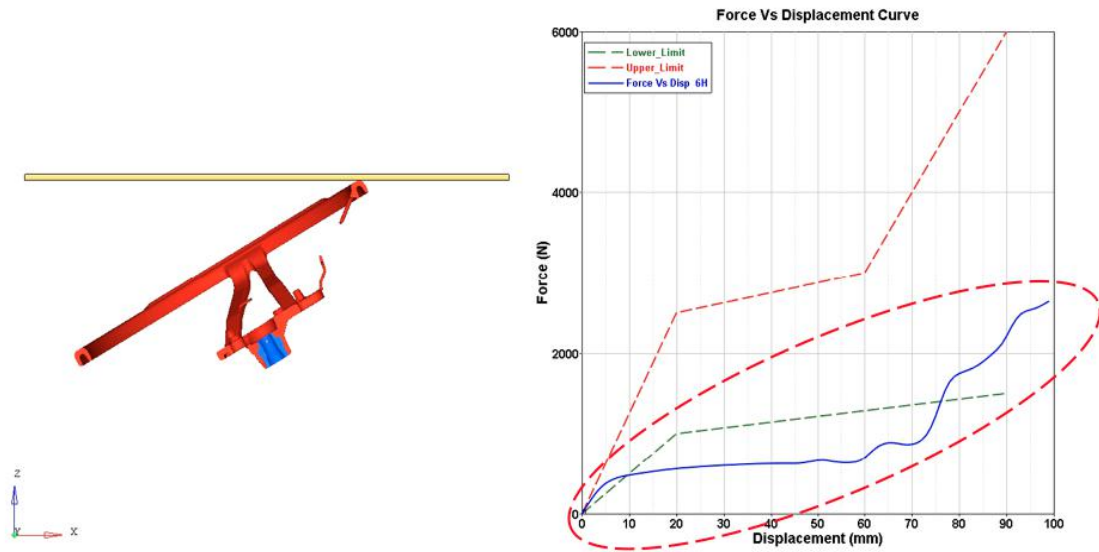 Force Vs Displacement Curve
6000
Lower_Limit
Upper_Limit
Force Vs Disp 6H
4000
Force (N)
2000
0
0 10 20 30 40 50 60 70 80 90 100
Displacement (mm)
Z
Y X